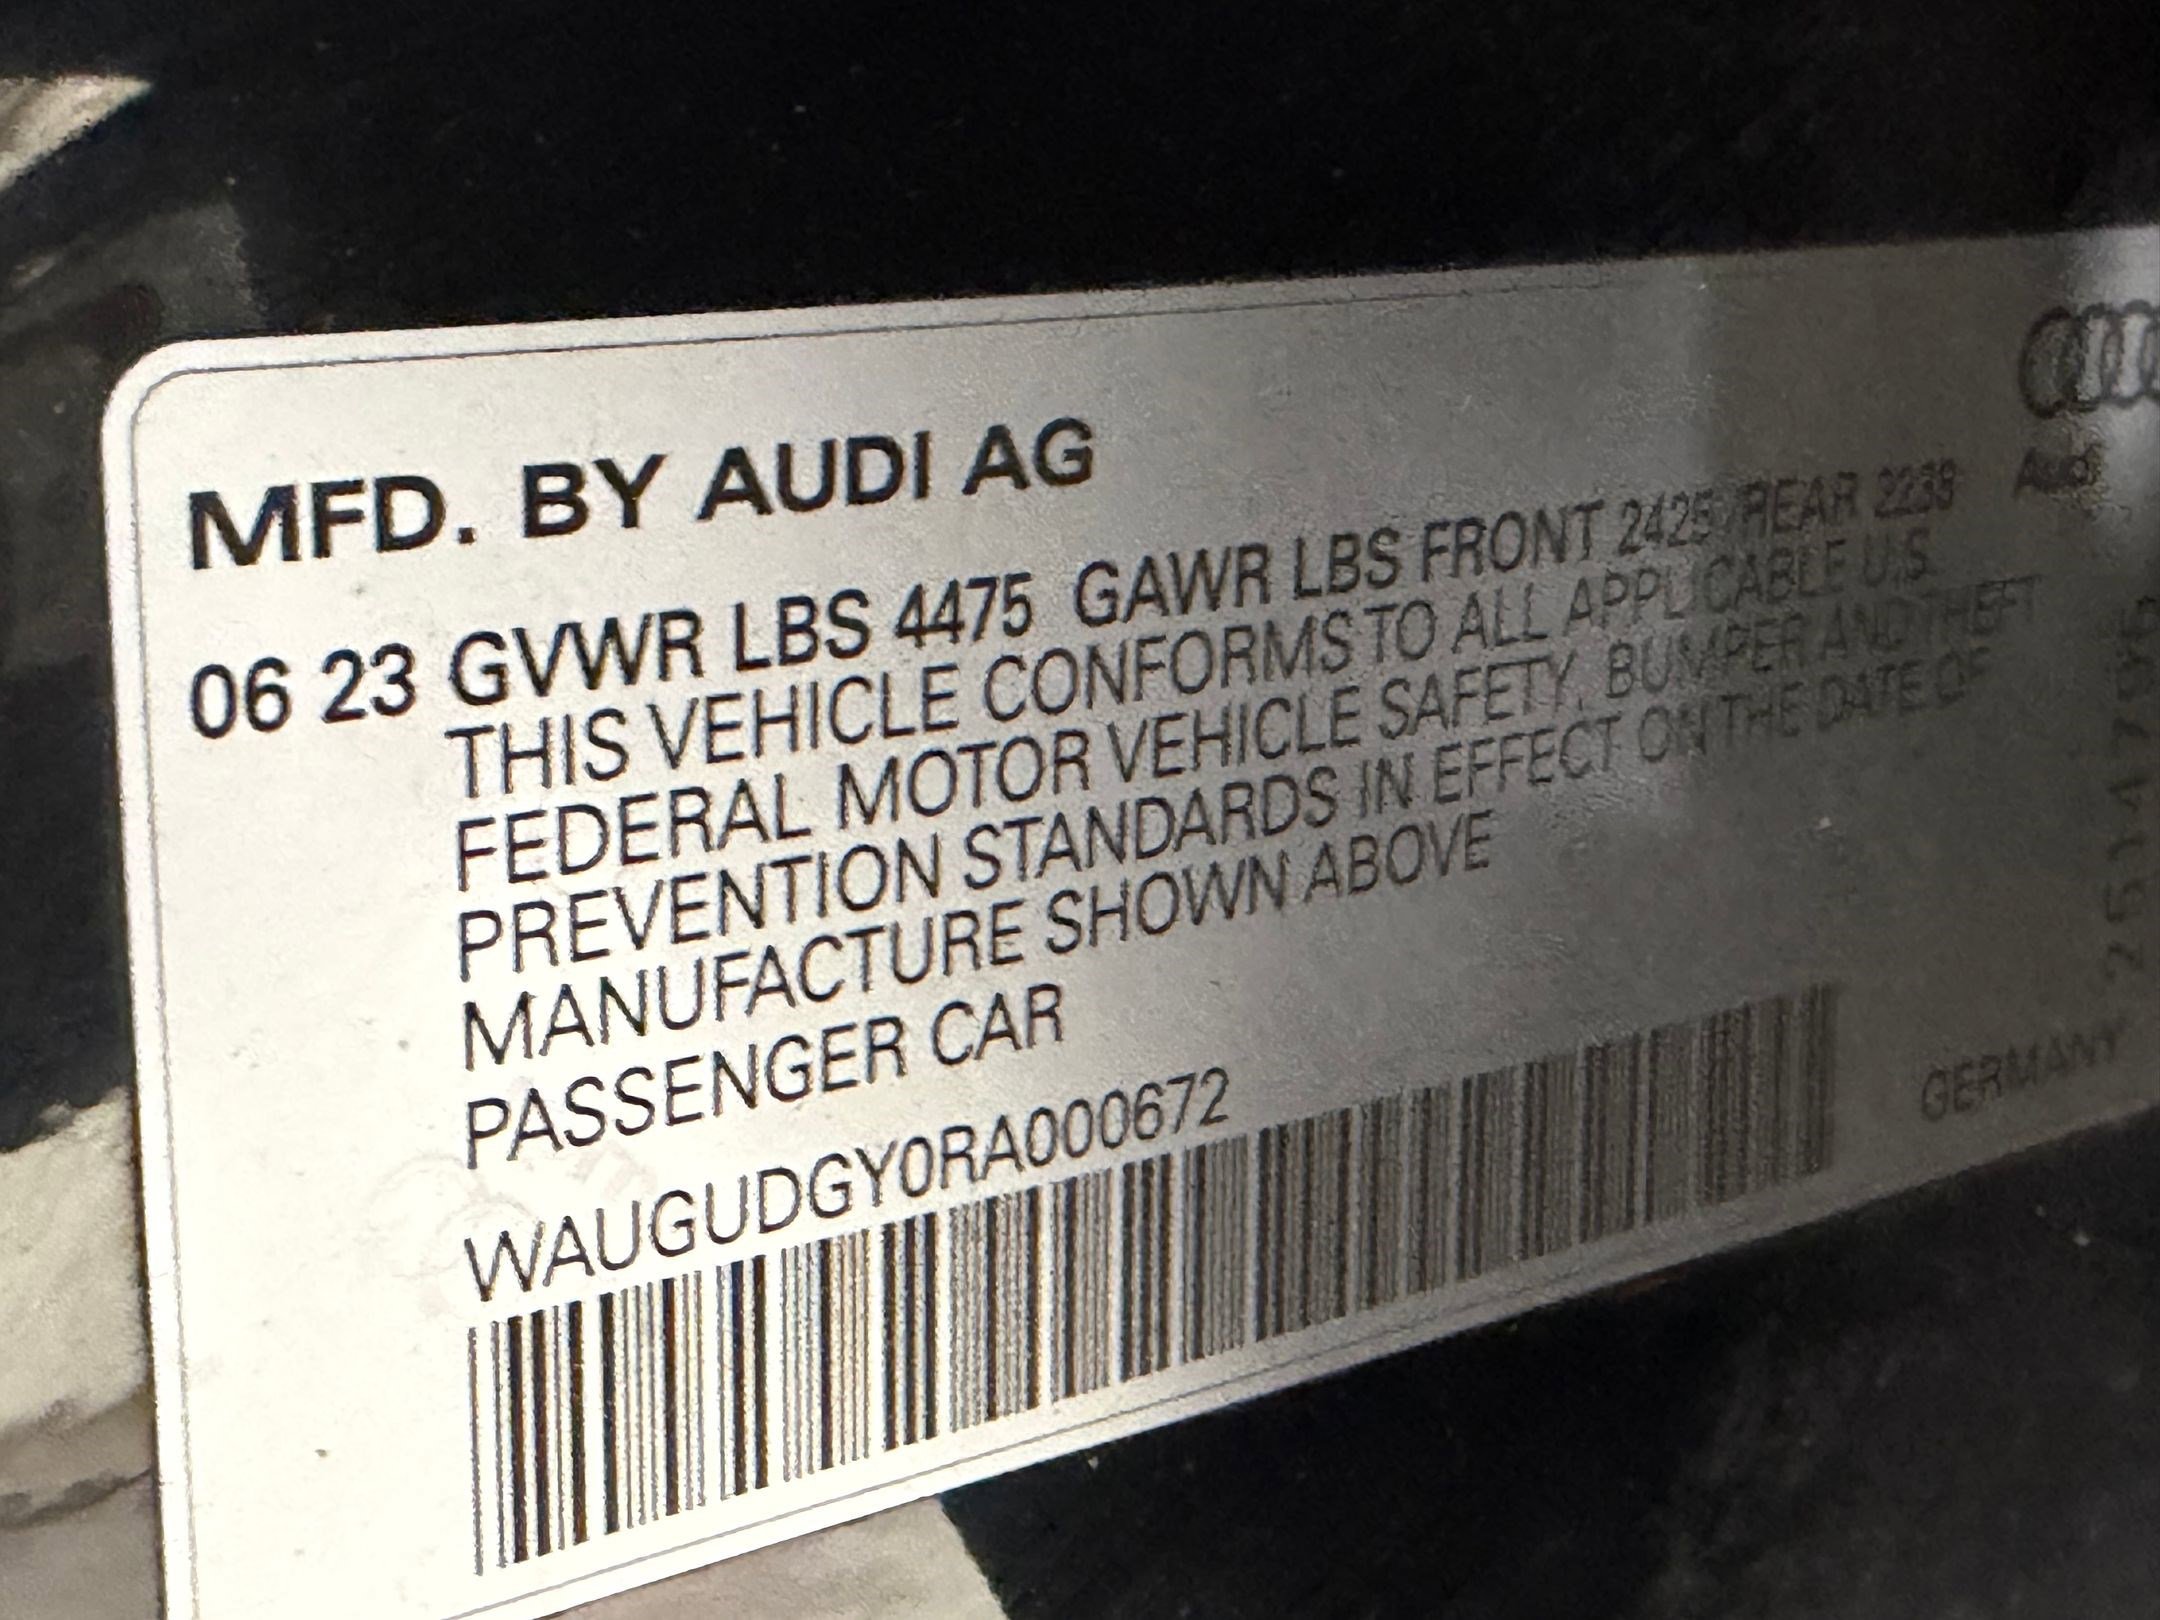 MFD. BY AUDI AG
Audi
06 23 GVWR LBS 4475 GAWR LBS FRONT 2425 REAR
THIS VEHICLE CONFORMS TO ALL APPLICABLE U.S.
FEDERAL MOTOR VEHICLE SAFETY, BUMPER AND THEFT
PREVENTION STANDARDS IN EFFECT ON THE DATE OF
MANUFACTURE SHOWN ABOVE
PASSENGER CAR
WAUGUDGY0RA000672
GERMANY